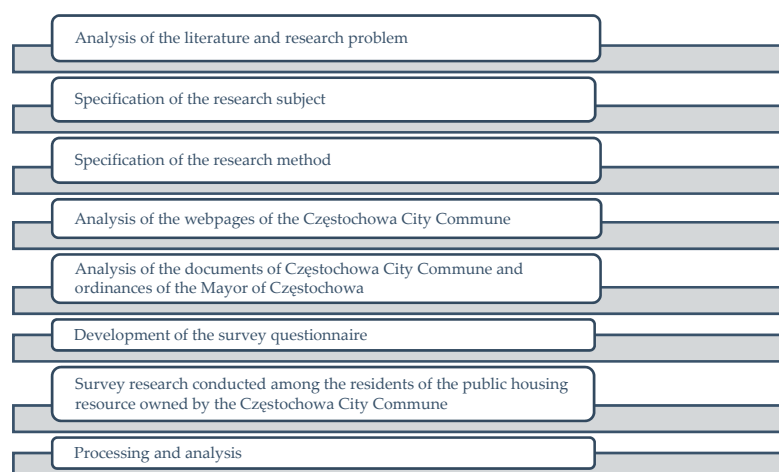 Analysis of the literature and research problem
Specification of the research subject
Specification of the research method
Analysis of the webpages of the Częstochowa City Commune
Analysis of the documents of Częstochowa City Commune and
ordinances of the Mayor of Częstochowa
Development of the survey questionnaire
Survey research conducted among the residents of the public housing
resource owned by the Częstochowa City Commune
Processing and analysis